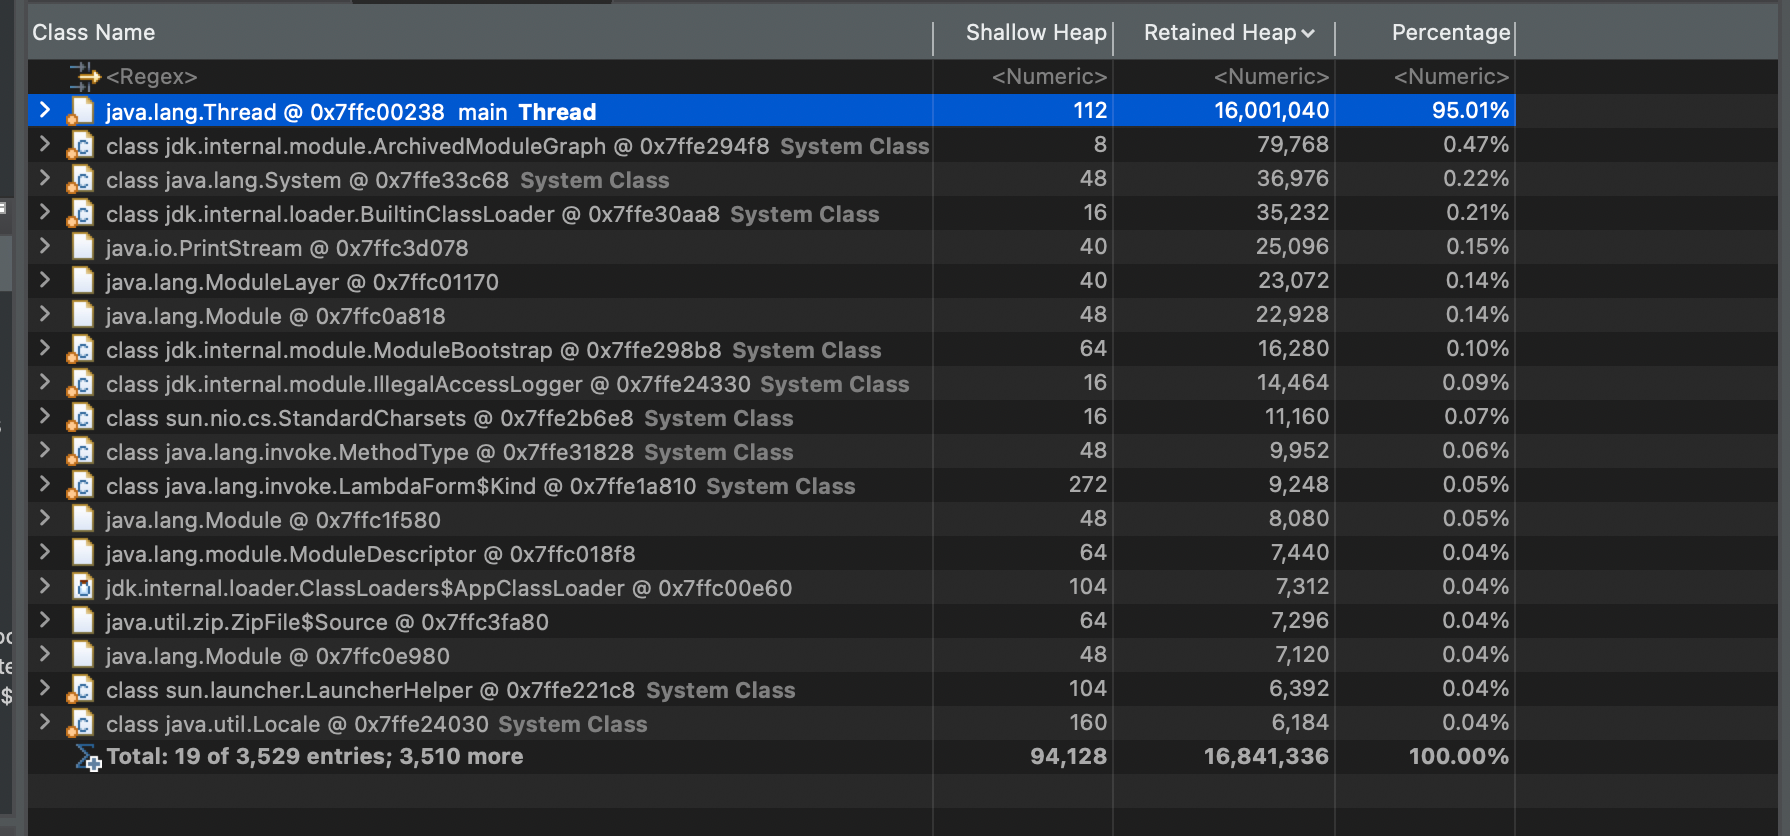 Class Name Shallow Heap Retained Heap Percentage
<Regex> <Numeric> <Numeric> <Numeric>
java.lang.Thread @ 0x7ffc00238 main Thread 112 16,001,040 95.01%
class jdk.internal.module.ArchivedModuleGraph @ 0x7ffe294f8 System Class 8 79,768 0.47%
class java.lang.System @ 0x7ffe33c68 System Class 48 36,976 0.22%
class jdk.internal.loader.BuiltinClassLoader @ 0x7ffe30aa8 System Class 16 35,232 0.21%
java.io.PrintStream @ 0x7ffc3d078 40 25,096 0.15%
java.lang.ModuleLayer @ 0x7ffc01170 40 23,072 0.14%
java.lang.Module @ 0x7ffc0a818 48 22,928 0.14%
class jdk.internal.module.ModuleBootstrap @ 0x7ffe298b8 System Class 64 16,280 0.10%
class jdk.internal.module.IllegalAccessLogger @ 0x7ffe24330 System Class 16 14,464 0.09%
class sun.nio.cs.StandardCharsets @ 0x7ffe2b6e8 System Class 16 11,160 0.07%
class java.lang.invoke.MethodType @ 0x7ffe31828 System Class 48 9,952 0.06%
class java.lang.invoke.LambdaForm$Kind @ 0x7ffe1a810 System Class 272 9,248 0.05%
java.lang.Module @ 0x7ffc1f580 48 8,080 0.05%
java.lang.module.ModuleDescriptor @ 0x7ffc018f8 64 7,440 0.04%
jdk.internal.loader.ClassLoaders$AppClassLoader @ 0x7ffc00e60 104 7,312 0.04%
java.util.zip.ZipFile$Source @ 0x7ffc3fa80 64 7,296 0.04%
java.lang.Module @ 0x7ffc0e980 48 7,120 0.04%
class sun.launcher.LauncherHelper @ 0x7ffe221c8 System Class 104 6,392 0.04%
class java.util.Locale @ 0x7ffe24030 System Class 160 6,184 0.04%
Total: 19 of 3,529 entries; 3,510 more 94,128 16,841,336 100.00%